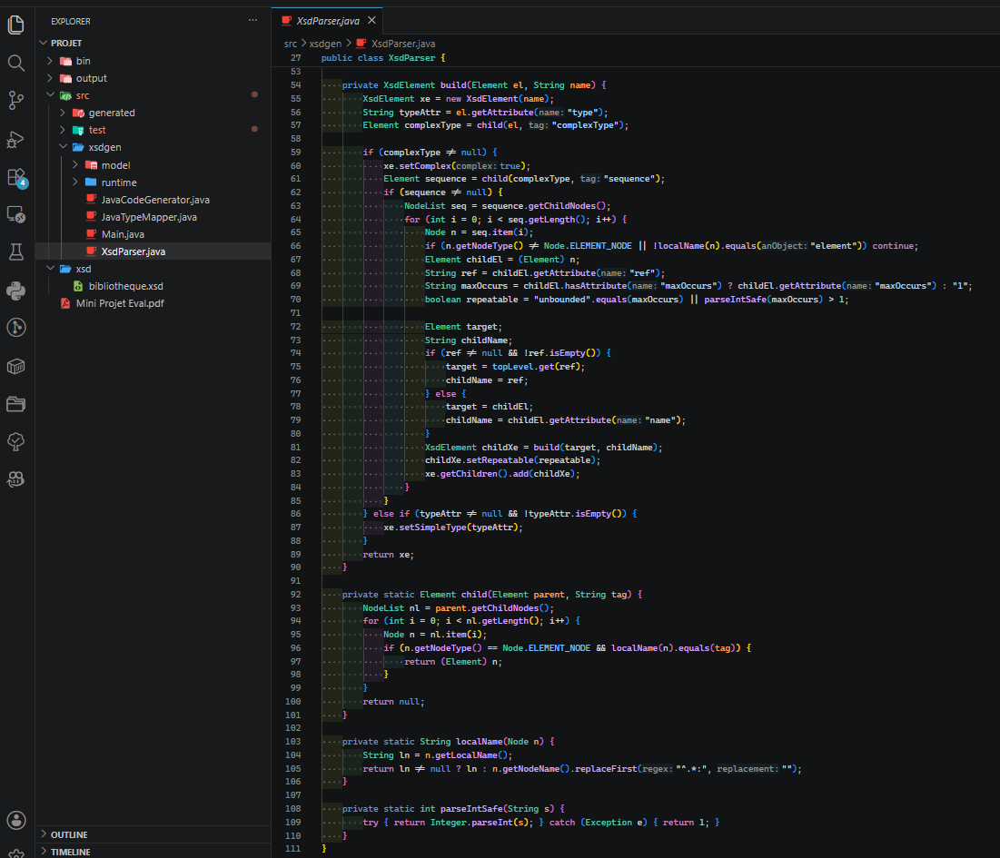 EXPLORER
PROJET
bin
output
src
generated
test
xsdgen
model
runtime
JavaCodeGenerator.java
JavaTypeMapper.java
Main.java
XsdParser.java
xsd
bibliotheque.xsd
Mini Projet Eval.pdf
4
OUTLINE
TIMELINE
XsdParser.java
src > xsdgen > XsdParser.java
27 public class XsdParser {
53
54 private XsdElement build(Element el, String name) {
55 XsdElement xe = new XsdElement(name);
56 String typeAttr = el.getAttribute(name: "type");
57 Element complexType = child(el, tag: "complexType");
58
59 if (complexType ≠ null) {
60 xe.setComplex(complex: true);
61 Element sequence = child(complexType, tag: "sequence");
62 if (sequence ≠ null) {
63 NodeList seq = sequence.getChildNodes();
64 for (int i = 0; i < seq.getLength(); i++) {
65 Node n = seq.item(i);
66 if (n.getNodeType() ≠ Node.ELEMENT_NODE || !localName(n).equals(anObject: "element")) continue;
67 Element childEl = (Element) n;
68 String ref = childEl.getAttribute(name: "ref");
69 String maxOccurs = childEl.hasAttribute(name: "maxOccurs") ? childEl.getAttribute(name: "maxOccurs") : "1";
70 boolean repeatable = "unbounded".equals(maxOccurs) || parseIntSafe(maxOccurs) > 1;
71
72 Element target;
73 String childName;
74 if (ref ≠ null && !ref.isEmpty()) {
75 target = topLevel.get(ref);
76 childName = ref;
77 } else {
78 target = childEl;
79 childName = childEl.getAttribute(name: "name");
80 }
81 XsdElement childXe = build(target, childName);
82 childXe.setRepeatable(repeatable);
83 xe.getChildren().add(childXe);
84 }
85 }
86 } else if (typeAttr ≠ null && !typeAttr.isEmpty()) {
87 xe.setSimpleType(typeAttr);
88 }
89 return xe;
90 }
91
92 private static Element child(Element parent, String tag) {
93 NodeList nl = parent.getChildNodes();
94 for (int i = 0; i < nl.getLength(); i++) {
95 Node n = nl.item(i);
96 if (n.getNodeType() == Node.ELEMENT_NODE && localName(n).equals(tag)) {
97 return (Element) n;
98 }
99 }
100 return null;
101 }
102
103 private static String localName(Node n) {
104 String ln = n.getLocalName();
105 return ln ≠ null ? ln : n.getNodeName().replaceFirst(regex: "^.*:", replacement: "");
106 }
107
108 private static int parseIntSafe(String s) {
109 try { return Integer.parseInt(s); } catch (Exception e) { return 1; }
110 }
111 }